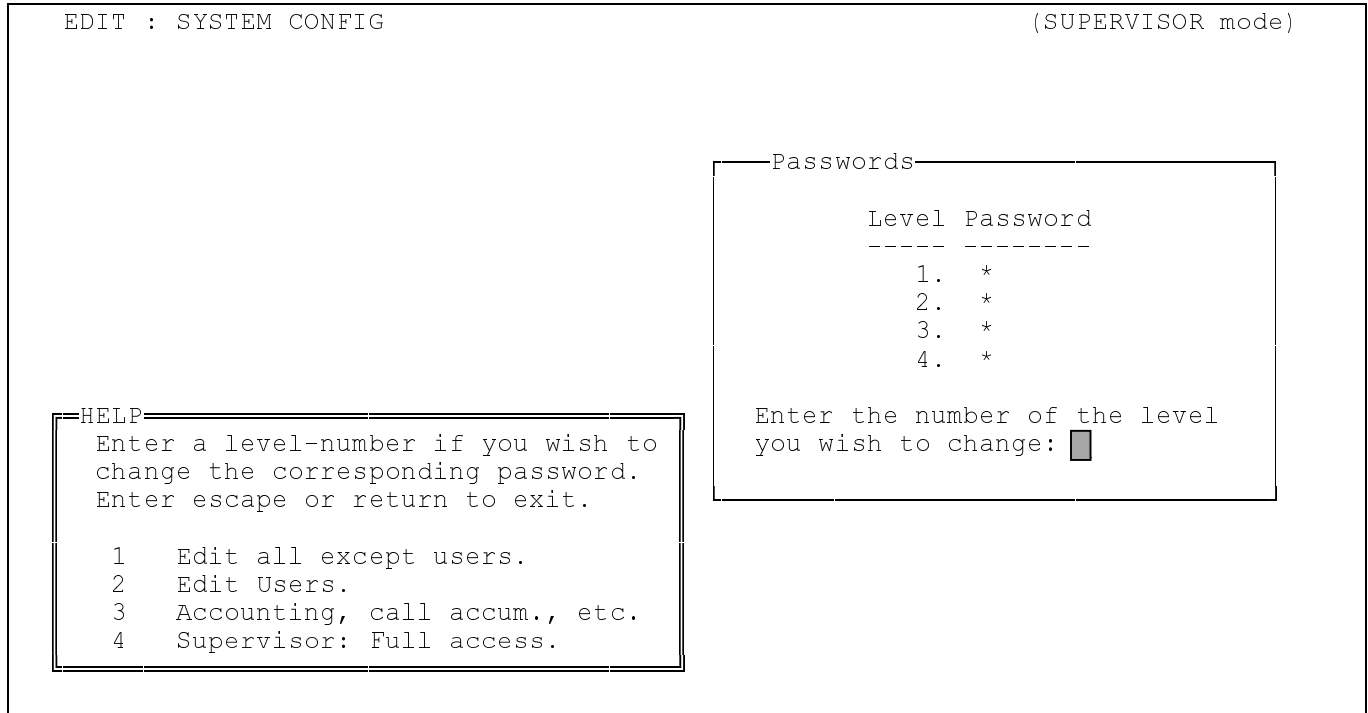 EDIT : SYSTEM CONFIG (SUPERVISOR mode)
Passwords
Level Password
----- --------
1. *
2. *
3. *
4. *
Enter the number of the level
you wish to change:
HELP
Enter a level-number if you wish to
change the corresponding password.
Enter escape or return to exit.
1 Edit all except users.
2 Edit Users.
3 Accounting, call accum., etc.
4 Supervisor: Full access.